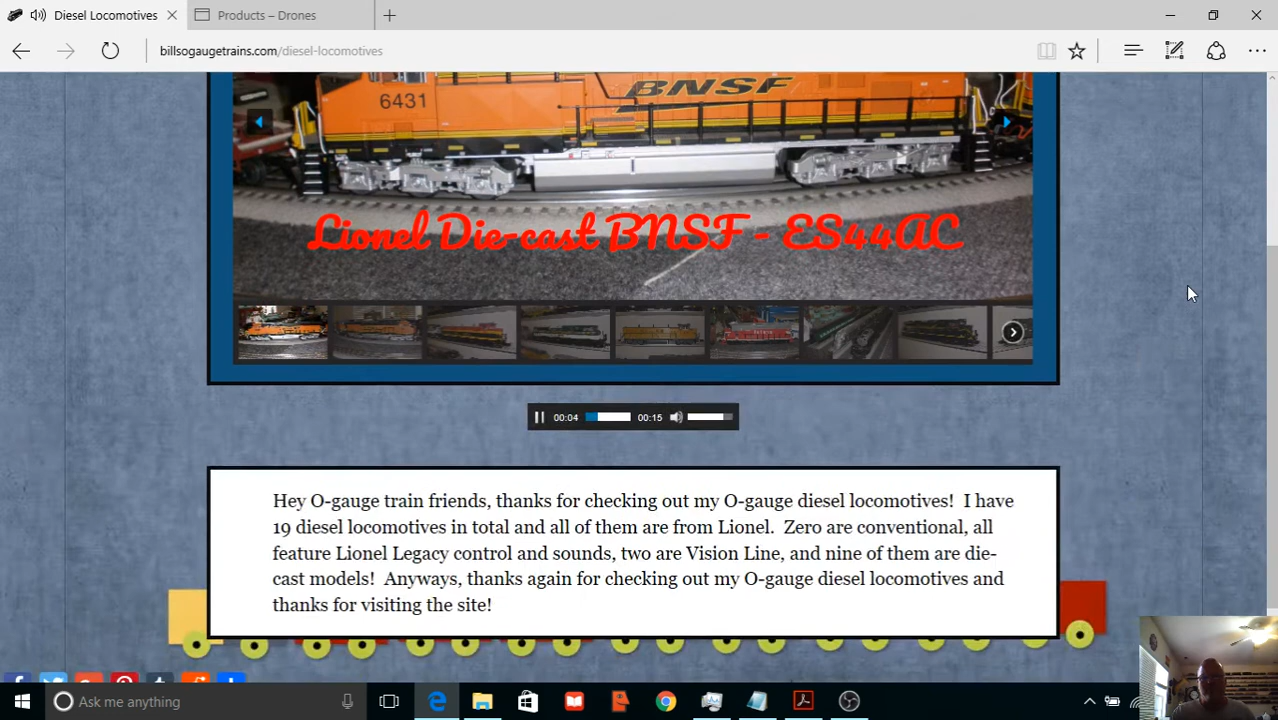 Diesel Locomotives
Products – Drones
billsogaugetrains.com/diesel-locomotives
6431
BNSF
Lionel Die-cast BNSF - ES44AC
00:04
00:15
Hey O-gauge train friends, thanks for checking out my O-gauge diesel locomotives!  I have
19 diesel locomotives in total and all of them are from Lionel.  Zero are conventional, all
feature Lionel Legacy control and sounds, two are Vision Line, and nine of them are die-
cast models!  Anyways, thanks again for checking out my O-gauge diesel locomotives and
thanks for visiting the site!
Ask me anything